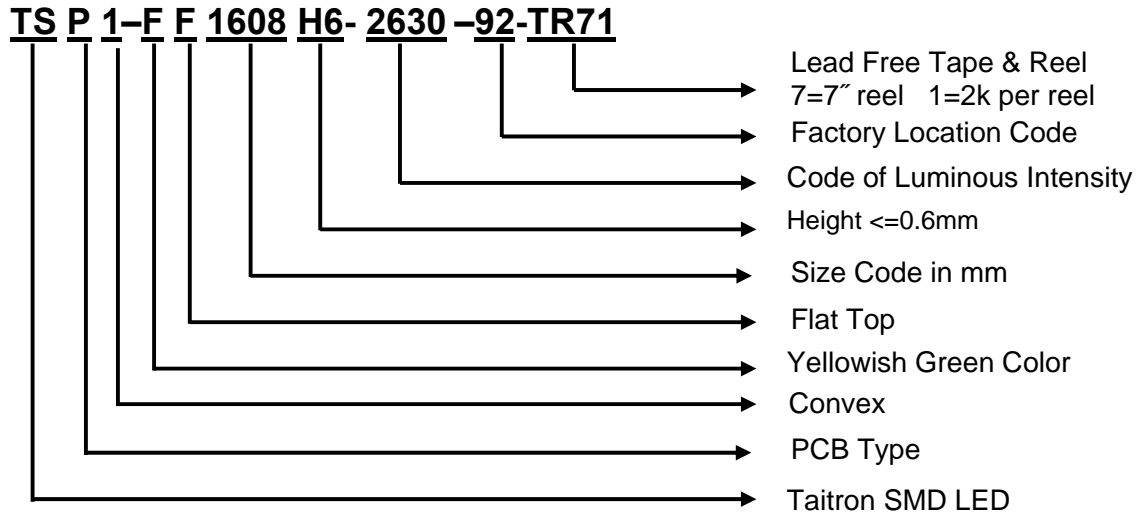 TS P 1–F F 1608 H6- 2630 –92-TR71
Lead Free Tape & Reel
7=7˝ reel 1=2k per reel
Factory Location Code
Code of Luminous Intensity
Height <=0.6mm
Size Code in mm
Flat Top
Yellowish Green Color
Convex
PCB Type
Taitron SMD LED